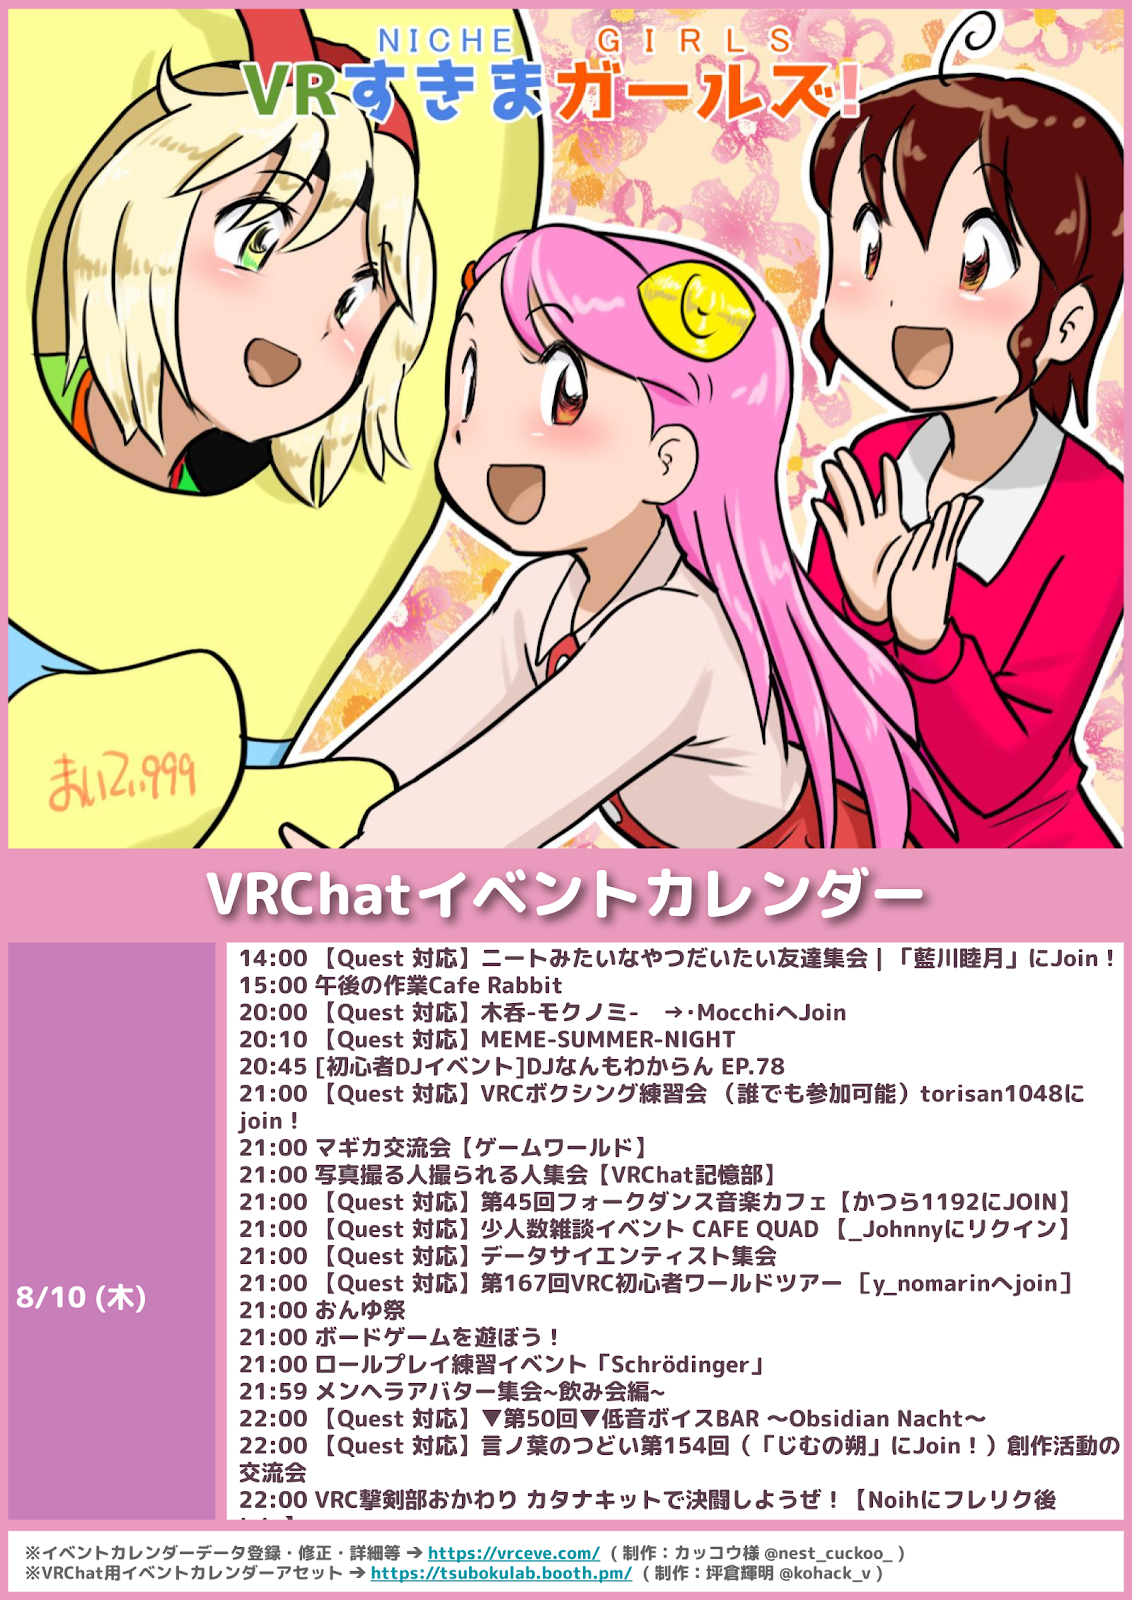 NICHE GIRLS
VRすきまガールズ!
まいてぃ999
VRChatイベントカレンダー
8/10 (木)
14:00 【Quest 対応】ニートみたいなやつだいたい友達集会 | 「藍川睦月」にJoin！
15:00 午後の作業Cafe Rabbit
20:00 【Quest 対応】木呑-モクノミ-　→･MocchiへJoin
20:10 【Quest 対応】MEME-SUMMER-NIGHT
20:45 [初心者DJイベント]DJなんもわからん EP.78
21:00 【Quest 対応】VRCボクシング練習会 （誰でも参加可能）torisan1048に
join！
21:00 マギカ交流会【ゲームワールド】
21:00 写真撮る人撮られる人集会【VRChat記憶部】
21:00 【Quest 対応】第45回フォークダンス音楽カフェ【かつら1192にJOIN】
21:00 【Quest 対応】少人数雑談イベント CAFE QUAD 【_Johnnyにリクイン】
21:00 【Quest 対応】データサイエンティスト集会
21:00 【Quest 対応】第167回VRC初心者ワールドツアー ［y_nomarinへjoin］
21:00 おんゆ祭
21:00 ボードゲームを遊ぼう！
21:00 ロールプレイ練習イベント「Schrödinger」
21:59 メンヘラアバター集会~飲み会編~
22:00 【Quest 対応】▼第50回▼低音ボイスBAR ～Obsidian Nacht～
22:00 【Quest 対応】言ノ葉のつどい第154回（「じむの朔」にJoin！）創作活動の
交流会
22:00 VRC撃剣部おかわり カタナキットで決闘しようぜ！【Noihにフレリク後
※イベントカレンダーデータ登録・修正・詳細等 ➔ https://vrceve.com/ ( 制作：カッコウ様 @nest_cuckoo_ )
※VRChat用イベントカレンダーアセット ➔ https://tsubokulab.booth.pm/ ( 制作：坪倉輝明 @kohack_v )